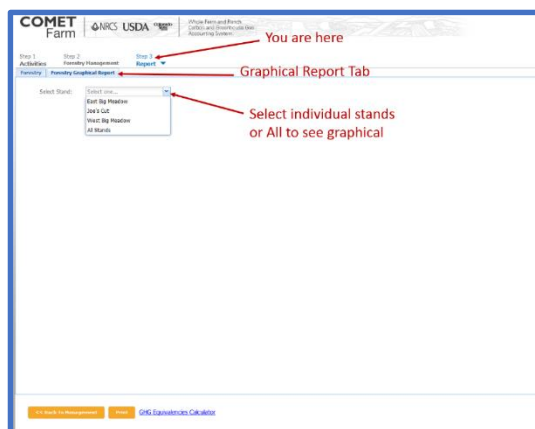 COMET
Farm
NRCS USDA
Whole Farm and Ranch
Carbon and Greenhouse Gas
Accounting System
You are here
Step 1 Step 2 Step 3
Activities Forestry Management Report
Forestry Forestry Graphical Report
Graphical Report Tab
Select Stand: Select one...
East Big Meadow
Joe's Cut
West Big Meadow
All Stands
Select individual stands
or All to see graphical
<< Back To Management Print GHG Equivalencies Calculator